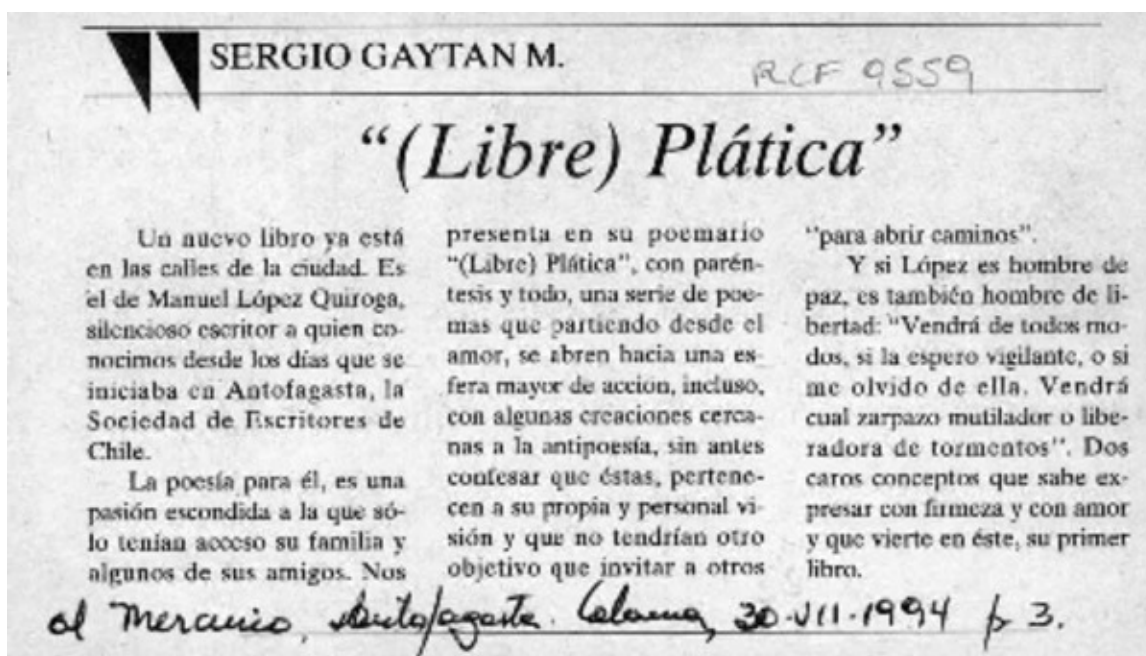 SERGIO GAYTAN M.
RCF 9559
“(Libre) Plática”
Un nuevo libro ya está
en las calles de la ciudad. Es
el de Manuel López Quiroga,
silencioso escritor a quien co-
nocimos desde los días que se
iniciaba en Antofagasta, la
Sociedad de Escritores de
Chile.
La poesía para él, es una
pasión escondida a la que só-
lo tenían acceso su familia y
algunos de sus amigos. Nos
presenta en su poemario
“(Libre) Plática”, con parén-
tesis y todo, una serie de poe-
mas que partiendo desde el
amor, se abren hacia una es-
fera mayor de acción, incluso,
con algunas creaciones cerca-
nas a la antipoesía, sin antes
confesar que éstas, pertene-
cen a su propia y personal vi-
sión y que no tendrían otro
objetivo que invitar a otros
“para abrir caminos”.
Y si López es hombre de
paz, es también hombre de li-
bertad: “Vendrá de todos mo-
dos, si la espero vigilante, o si
me olvido de ella. Vendrá
cual zarpazo mutilador o libe-
radora de tormentos”. Dos
caros conceptos que sabe ex-
presar con firmeza y con amor
y que vierte en éste, su primer
libro.
el Mercurio, Antofagasta. Calama, 30-VII-1994 p 3.